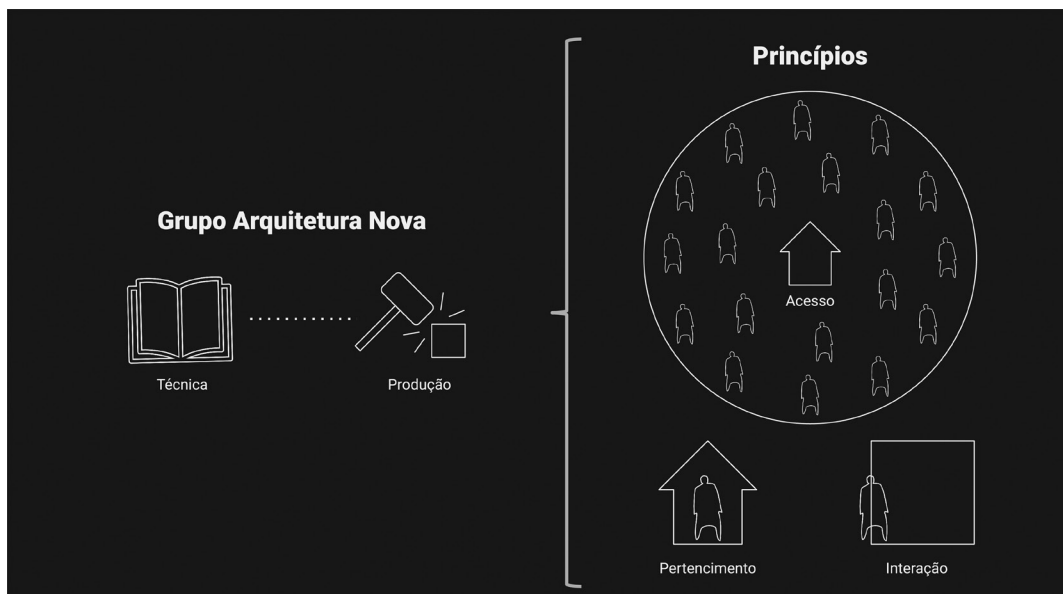 Grupo Arquitetura Nova
Técnica
Produção
Princípios
Acesso
Pertencimento
Interação